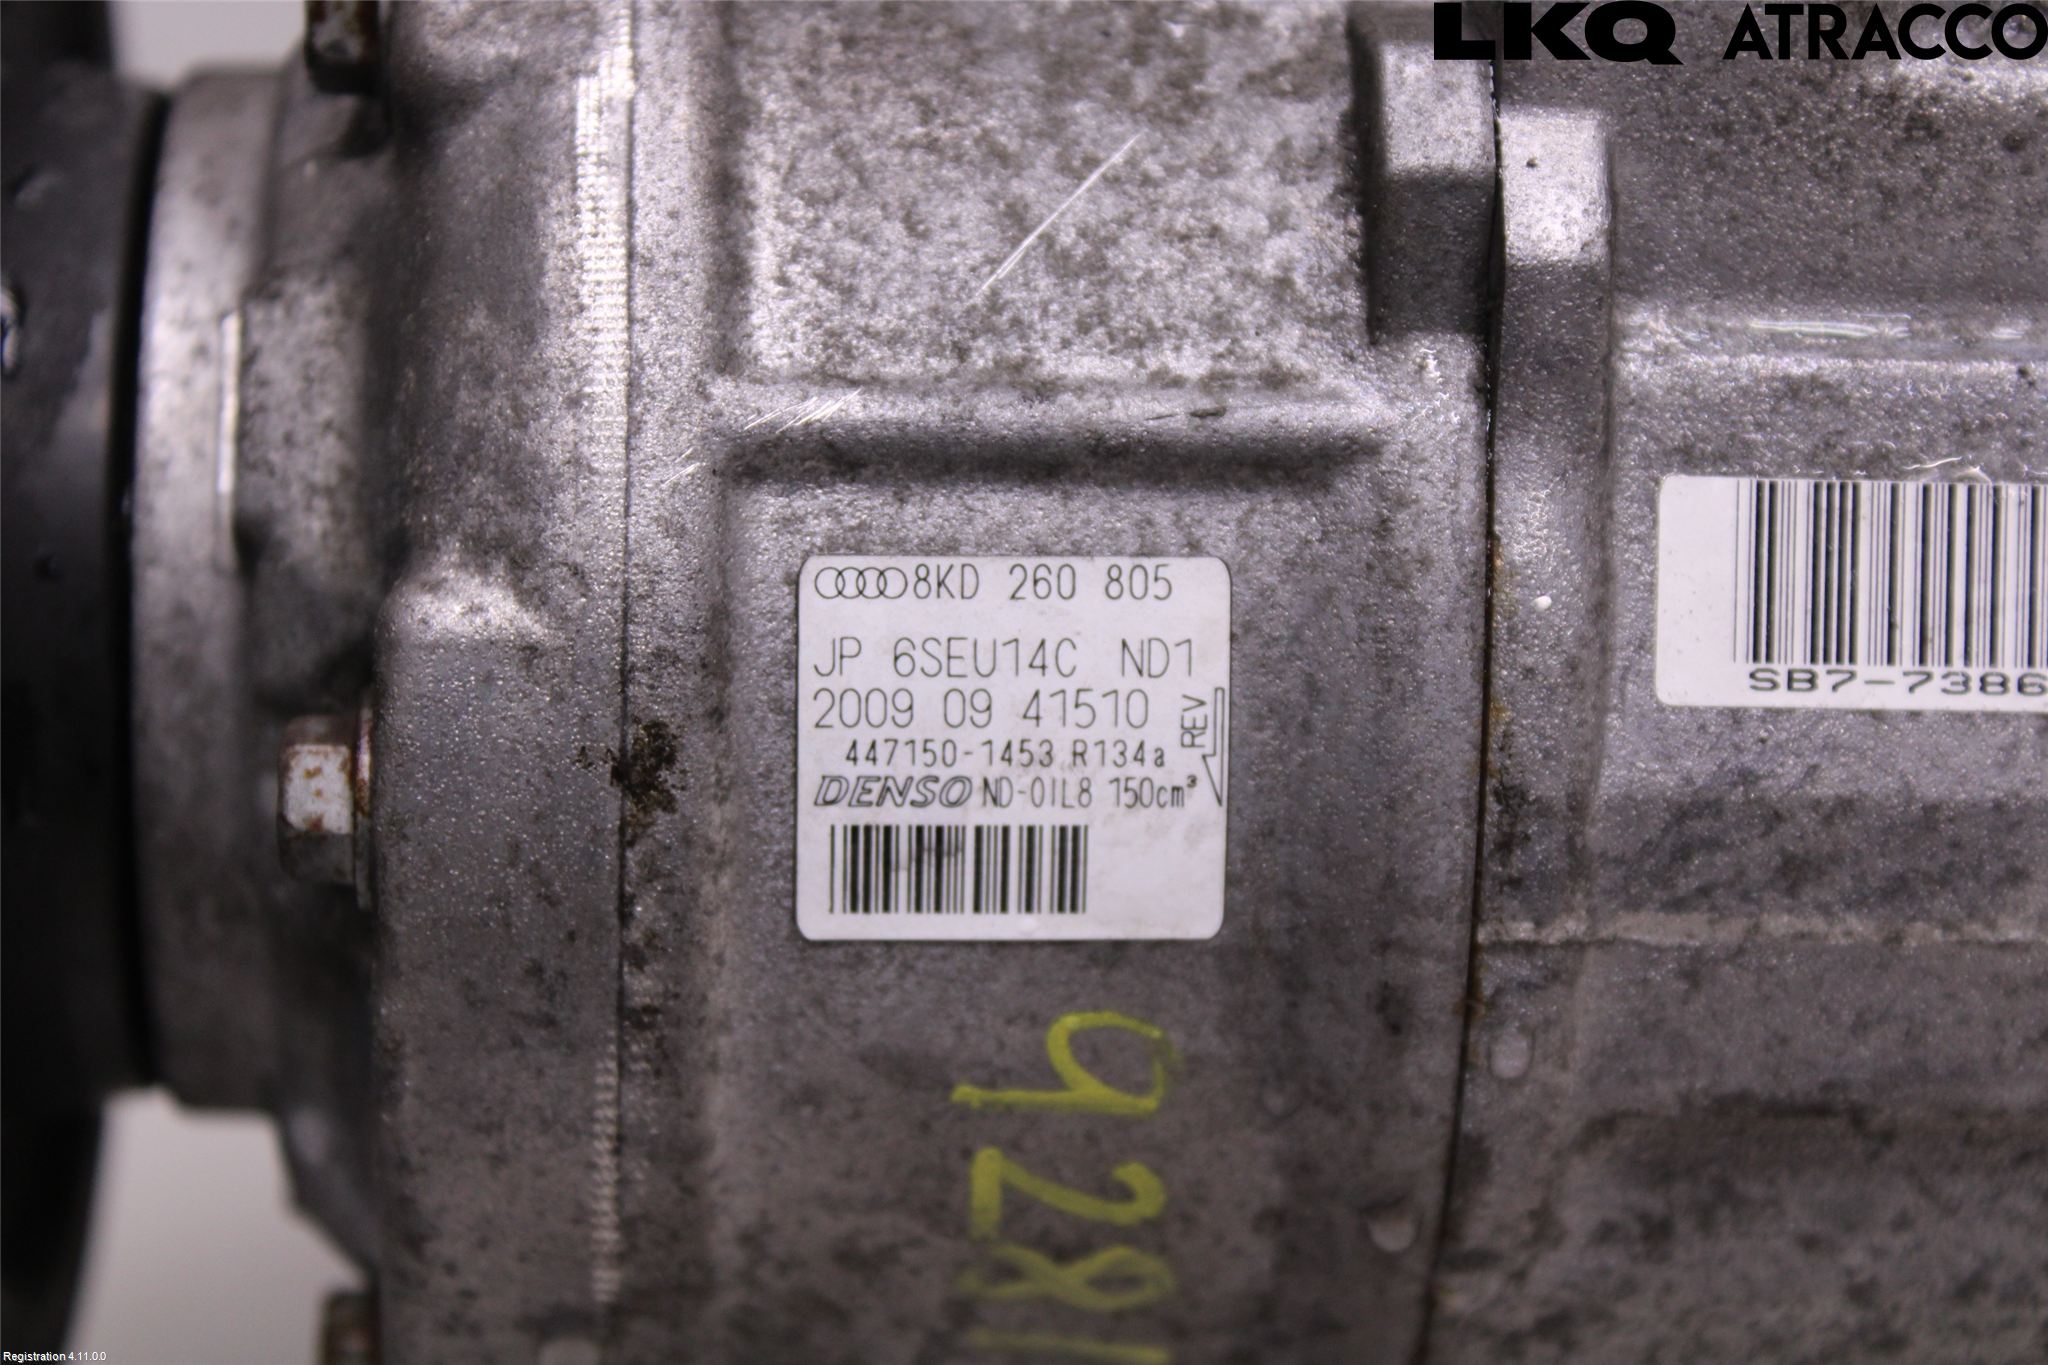 LKQ ATRACCO
8KD 260 805
JP 6SEU14C ND1
2009 09 41510
REV
447150-1453 R134a
DENSO ND-OIL8 150cm³
SB7-7386
9281
Registration 4.11.0.0